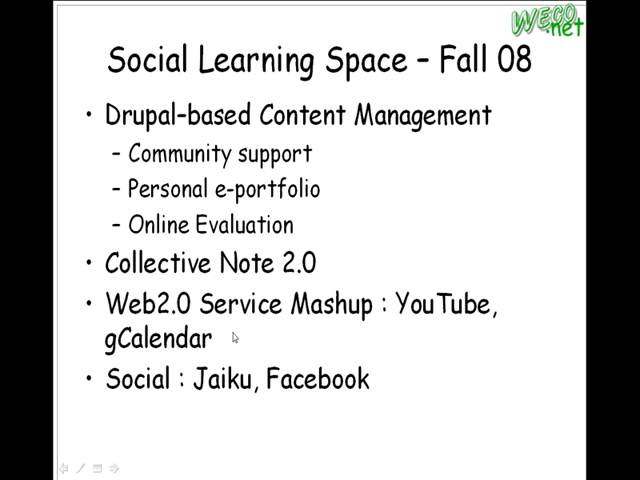 WECO
.net
Social Learning Space – Fall 08
• Drupal-based Content Management
– Community support
– Personal e-portfolio
– Online Evaluation
• Collective Note 2.0
• Web2.0 Service Mashup : YouTube,
gCalendar
• Social : Jaiku, Facebook